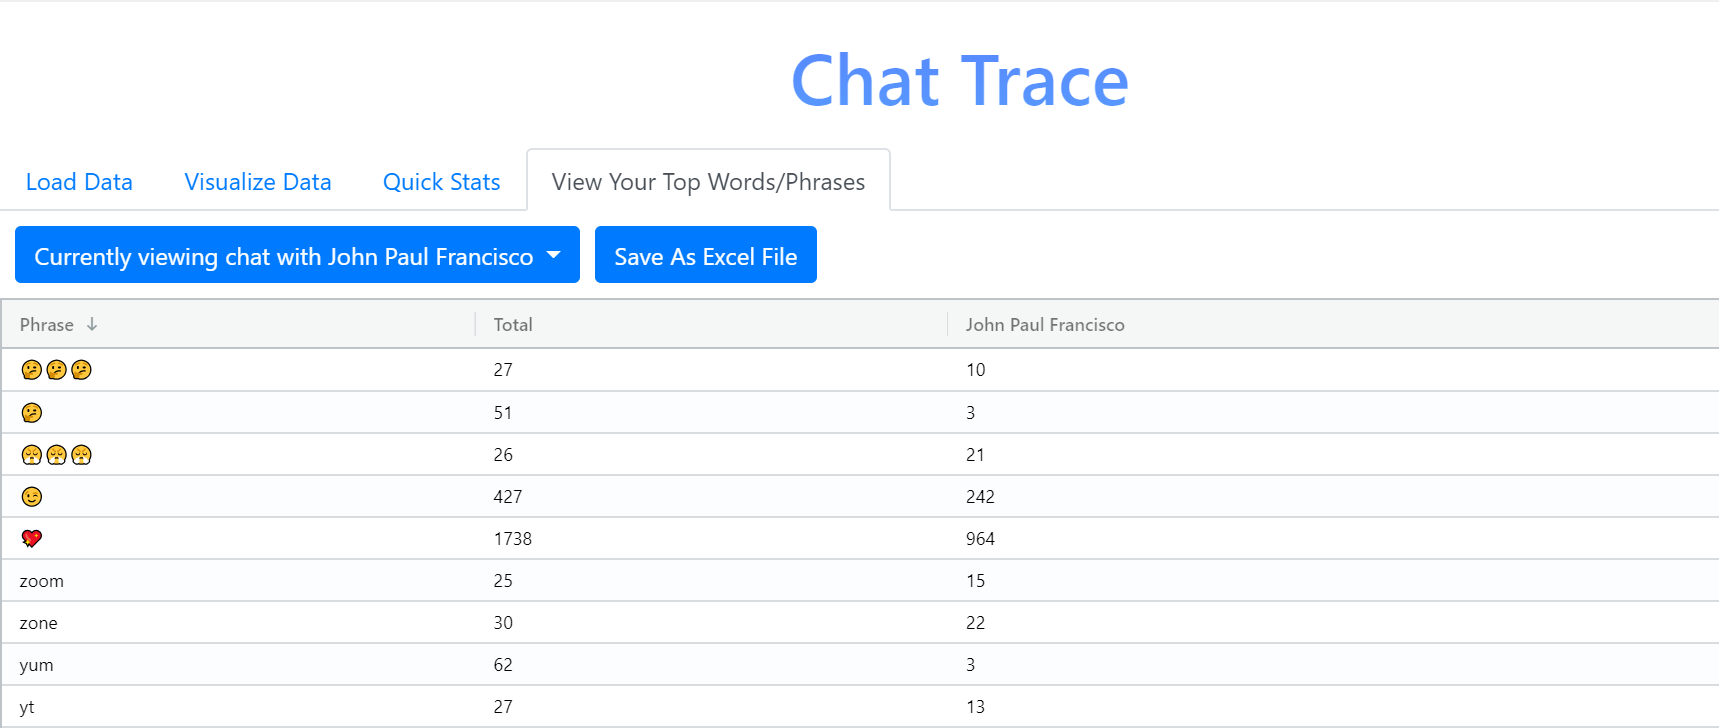 Chat Trace
Load Data Visualize Data Quick Stats View Your Top Words/Phrases
Currently viewing chat with John Paul Francisco Save As Excel File
Phrase ↓ Total John Paul Francisco
🤔🤔🤔 27 10
🤔 51 3
😤😤😤 26 21
😉 427 242
💖 1738 964
zoom 25 15
zone 30 22
yum 62 3
yt 27 13